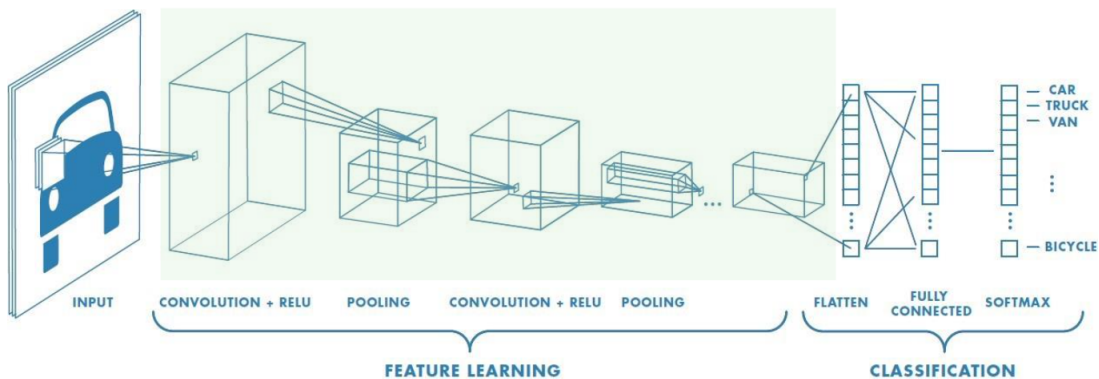 CAR
TRUCK
VAN
BICYCLE
INPUT
CONVOLUTION + RELU
POOLING
CONVOLUTION + RELU
POOLING
FLATTEN
FULLY
CONNECTED
SOFTMAX
FEATURE LEARNING
CLASSIFICATION